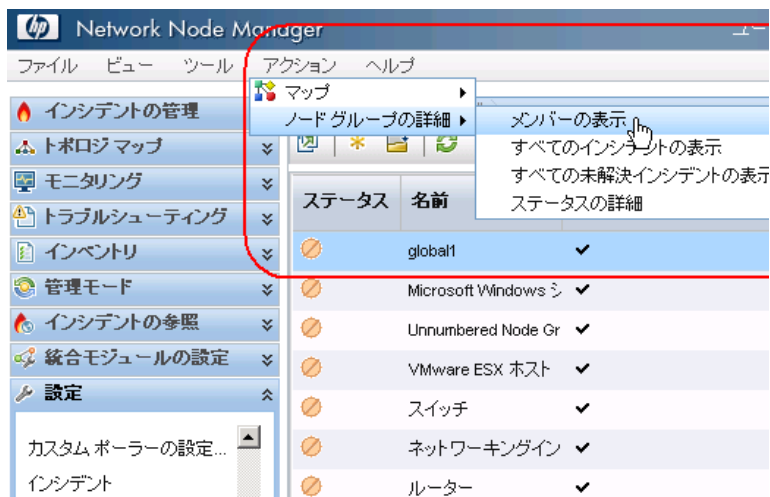 hp Network Node Manager ユー
ファイル ビュー ツール アクション ヘルプ
マップ
ノード グループの詳細
メンバーの表示
すべてのインシデントの表示
すべての未解決インシデントの表示
ステータスの詳細
インシデントの管理
トポロジ マップ
モニタリング
トラブルシューティング
インベントリ
管理モード
インシデントの参照
統合モジュールの設定
設定
カスタム ポーラーの設定...
インシデント
ステータス 名前
global1
Microsoft Windows シ
Unnumbered Node Gr
VMware ESX ホスト
スイッチ
ネットワーキングイン
ルーター